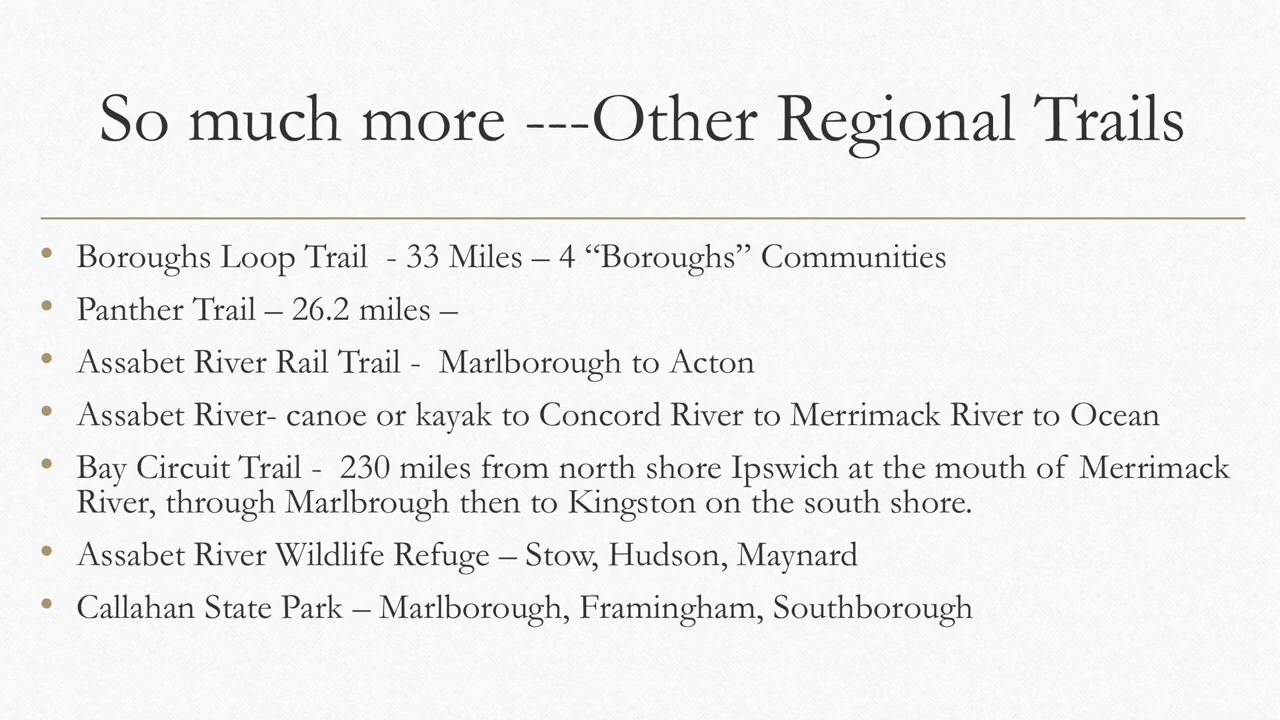 So much more ---Other Regional Trails
• Boroughs Loop Trail  - 33 Miles – 4 “Boroughs” Communities
• Panther Trail – 26.2 miles –
• Assabet River Rail Trail -  Marlborough to Acton
• Assabet River- canoe or kayak to Concord River to Merrimack River to Ocean
• Bay Circuit Trail -  230 miles from north shore Ipswich at the mouth of Merrimack
River, through Marlbrough then to Kingston on the south shore.
• Assabet River Wildlife Refuge – Stow, Hudson, Maynard
• Callahan State Park – Marlborough, Framingham, Southborough